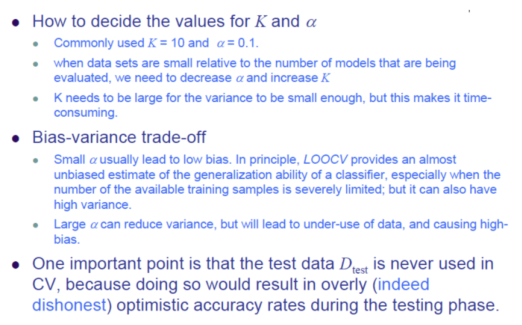 How to decide the values for K and α
Commonly used K = 10 and α = 0.1.
when data sets are small relative to the number of models that are being
evaluated, we need to decrease α and increase K
K needs to be large for the variance to be small enough, but this makes it time-
consuming.
Bias-variance trade-off
Small α usually lead to low bias. In principle, LOOCV provides an almost
unbiased estimate of the generalization ability of a classifier, especially when the
number of the available training samples is severely limited; but it can also have
high variance.
Large α can reduce variance, but will lead to under-use of data, and causing high-
bias.
One important point is that the test data D_test is never used in
CV, because doing so would result in overly (indeed
dishonest) optimistic accuracy rates during the testing phase.